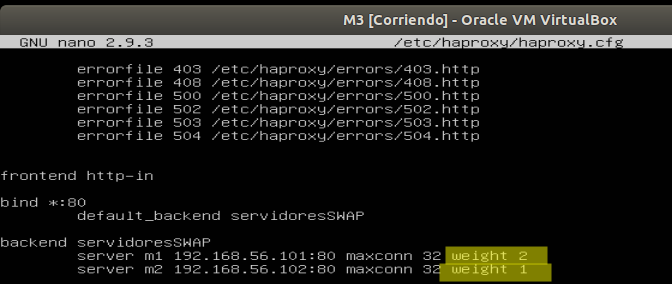 M3 [Corriendo] - Oracle VM VirtualBox
GNU nano 2.9.3 /etc/haproxy/haproxy.cfg
errorfile 403 /etc/haproxy/errors/403.http
errorfile 408 /etc/haproxy/errors/408.http
errorfile 500 /etc/haproxy/errors/500.http
errorfile 502 /etc/haproxy/errors/502.http
errorfile 503 /etc/haproxy/errors/503.http
errorfile 504 /etc/haproxy/errors/504.http
frontend http-in
bind *:80
default_backend servidoresSWAP
backend servidoresSWAP
server m1 192.168.56.101:80 maxconn 32 weight 2
server m2 192.168.56.102:80 maxconn 32 weight 1